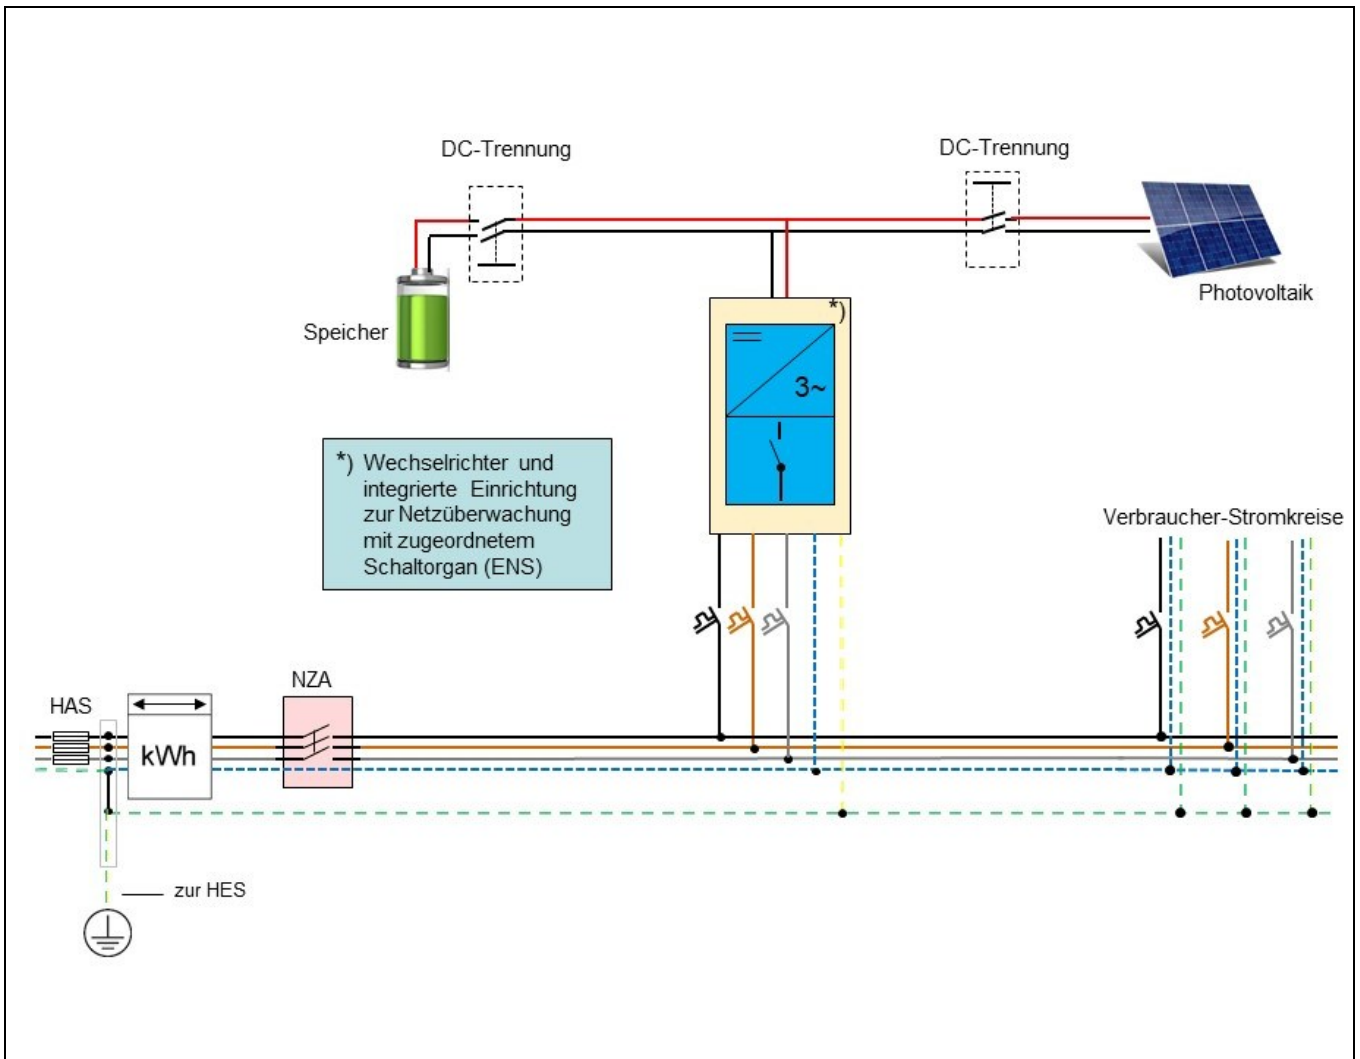 DC-Trennung
DC-Trennung
Photovoltaik
Speicher
*)
3~
*) Wechselrichter und
integrierte Einrichtung
zur Netzüberwachung
mit zugeordnetem
Schaltorgan (ENS)
Verbraucher-Stromkreise
NZA
HAS
kWh
zur HES